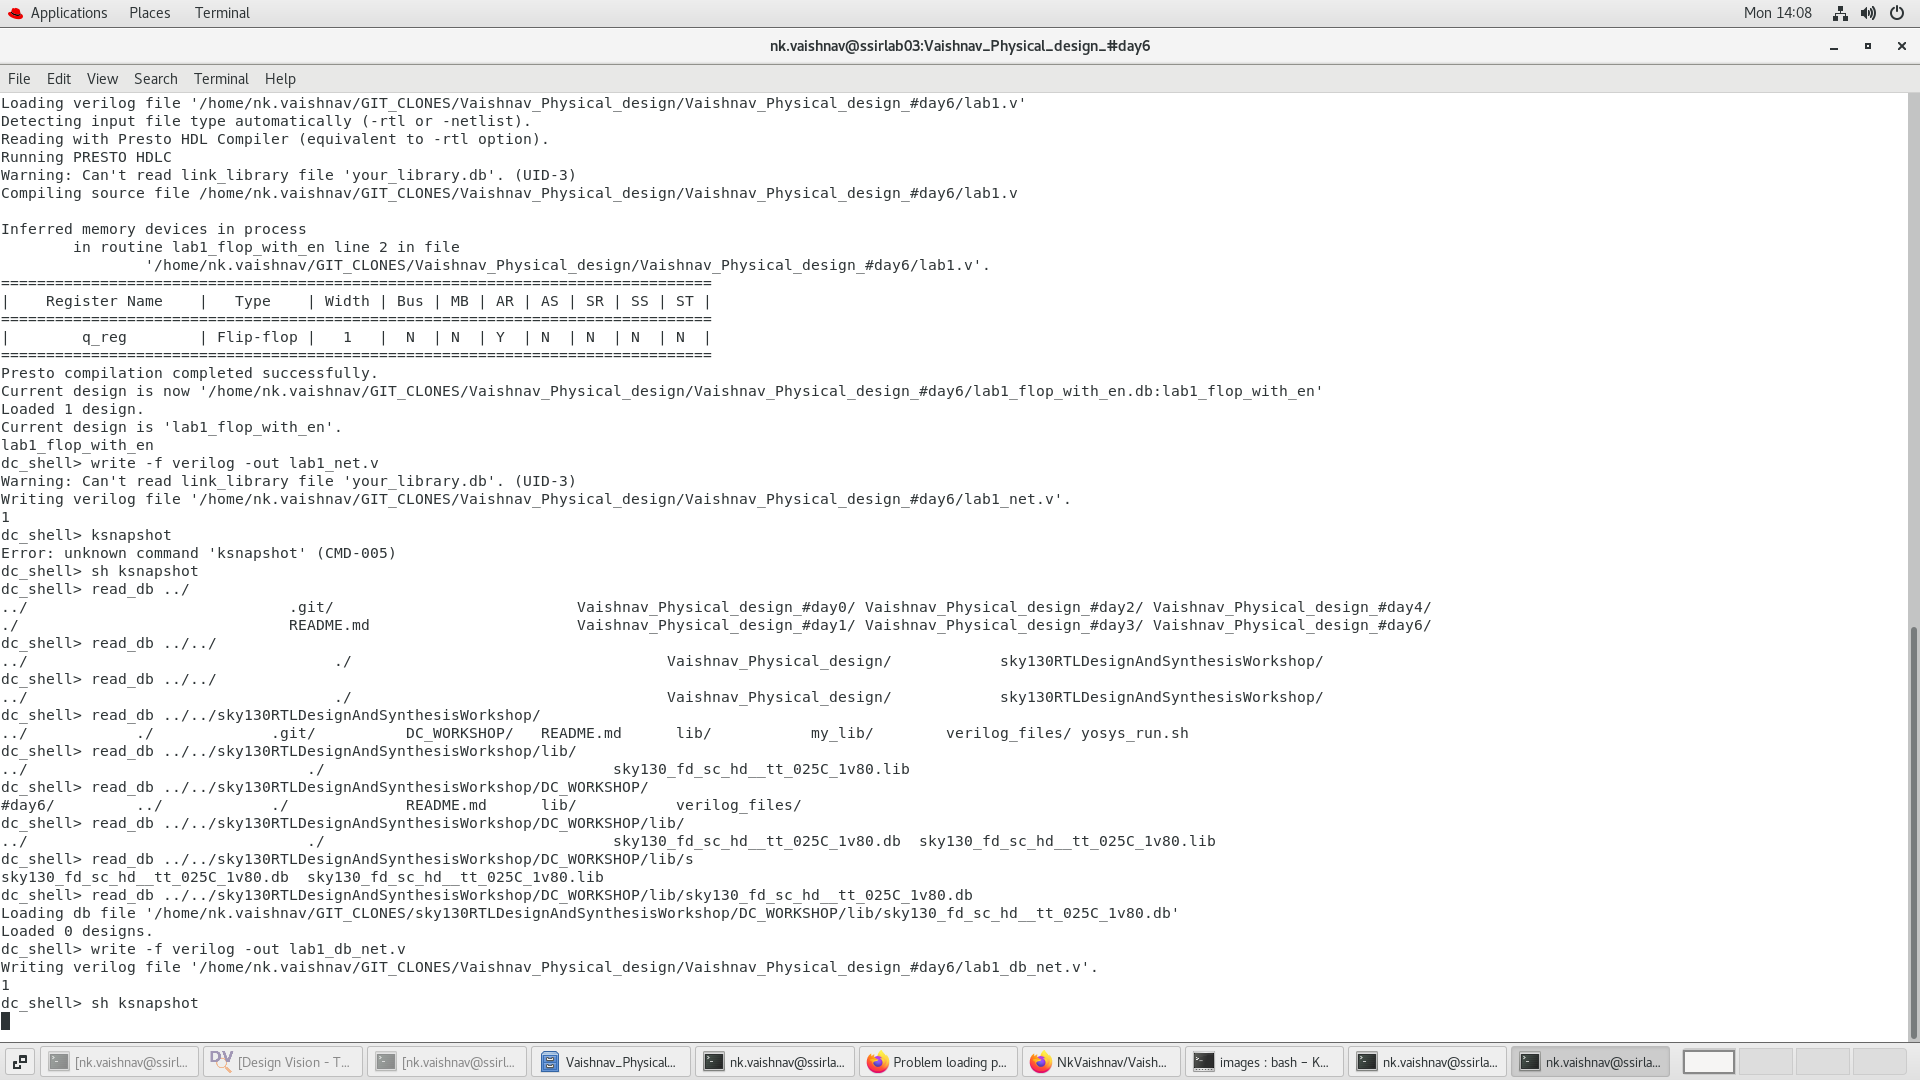 Applications Places Terminal Mon 14:08
nk.vaishnav@ssirlab03:Vaishnav_Physical_design_#day6
File Edit View Search Terminal Help
Loading verilog file '/home/nk.vaishnav/GIT_CLONES/Vaishnav_Physical_design/Vaishnav_Physical_design_#day6/lab1.v'
Detecting input file type automatically (-rtl or -netlist).
Reading with Presto HDL Compiler (equivalent to -rtl option).
Running PRESTO HDLC
Warning: Can't read link_library file 'your_library.db'. (UID-3)
Compiling source file /home/nk.vaishnav/GIT_CLONES/Vaishnav_Physical_design/Vaishnav_Physical_design_#day6/lab1.v
Inferred memory devices in process
in routine lab1_flop_with_en line 2 in file
'/home/nk.vaishnav/GIT_CLONES/Vaishnav_Physical_design/Vaishnav_Physical_design_#day6/lab1.v'.
===============================================================================
| Register Name | Type | Width | Bus | MB | AR | AS | SR | SS | ST |
===============================================================================
| q_reg | Flip-flop | 1 | N | N | Y | N | N | N | N |
===============================================================================
Presto compilation completed successfully.
Current design is now '/home/nk.vaishnav/GIT_CLONES/Vaishnav_Physical_design/Vaishnav_Physical_design_#day6/lab1_flop_with_en.db:lab1_flop_with_en'
Loaded 1 design.
Current design is 'lab1_flop_with_en'.
lab1_flop_with_en
dc_shell> write -f verilog -out lab1_net.v
Warning: Can't read link_library file 'your_library.db'. (UID-3)
Writing verilog file '/home/nk.vaishnav/GIT_CLONES/Vaishnav_Physical_design/Vaishnav_Physical_design_#day6/lab1_net.v'.
1
dc_shell> ksnapshot
Error: unknown command 'ksnapshot' (CMD-005)
dc_shell> sh ksnapshot
dc_shell> read_db ../
../ .git/ Vaishnav_Physical_design_#day0/ Vaishnav_Physical_design_#day2/ Vaishnav_Physical_design_#day4/
./ README.md Vaishnav_Physical_design_#day1/ Vaishnav_Physical_design_#day3/ Vaishnav_Physical_design_#day6/
dc_shell> read_db ../../
../ ./ Vaishnav_Physical_design/ sky130RTLDesignAndSynthesisWorkshop/
dc_shell> read_db ../../
../ ./ Vaishnav_Physical_design/ sky130RTLDesignAndSynthesisWorkshop/
dc_shell> read_db ../../sky130RTLDesignAndSynthesisWorkshop/
../ ./ .git/ DC_WORKSHOP/ README.md lib/ my_lib/ verilog_files/ yosys_run.sh
dc_shell> read_db ../../sky130RTLDesignAndSynthesisWorkshop/lib/
../ ./ sky130_fd_sc_hd__tt_025C_1v80.lib
dc_shell> read_db ../../sky130RTLDesignAndSynthesisWorkshop/DC_WORKSHOP/
#day6/ ../ ./ README.md lib/ verilog_files/
dc_shell> read_db ../../sky130RTLDesignAndSynthesisWorkshop/DC_WORKSHOP/lib/
../ ./ sky130_fd_sc_hd__tt_025C_1v80.db sky130_fd_sc_hd__tt_025C_1v80.lib
dc_shell> read_db ../../sky130RTLDesignAndSynthesisWorkshop/DC_WORKSHOP/lib/s
sky130_fd_sc_hd__tt_025C_1v80.db sky130_fd_sc_hd__tt_025C_1v80.lib
dc_shell> read_db ../../sky130RTLDesignAndSynthesisWorkshop/DC_WORKSHOP/lib/sky130_fd_sc_hd__tt_025C_1v80.db
Loading db file '/home/nk.vaishnav/GIT_CLONES/sky130RTLDesignAndSynthesisWorkshop/DC_WORKSHOP/lib/sky130_fd_sc_hd__tt_025C_1v80.db'
Loaded 0 designs.
dc_shell> write -f verilog -out lab1_db_net.v
Writing verilog file '/home/nk.vaishnav/GIT_CLONES/Vaishnav_Physical_design/Vaishnav_Physical_design_#day6/lab1_db_net.v'.
1
dc_shell> sh ksnapshot
[nk.vaishnav@ssirl... [Design Vision - T... [nk.vaishnav@ssirl... Vaishnav_Physical... nk.vaishnav@ssirla... Problem loading p... NkVaishnav/Vaish... images : bash – K... nk.vaishnav@ssirla... nk.vaishnav@ssirla...